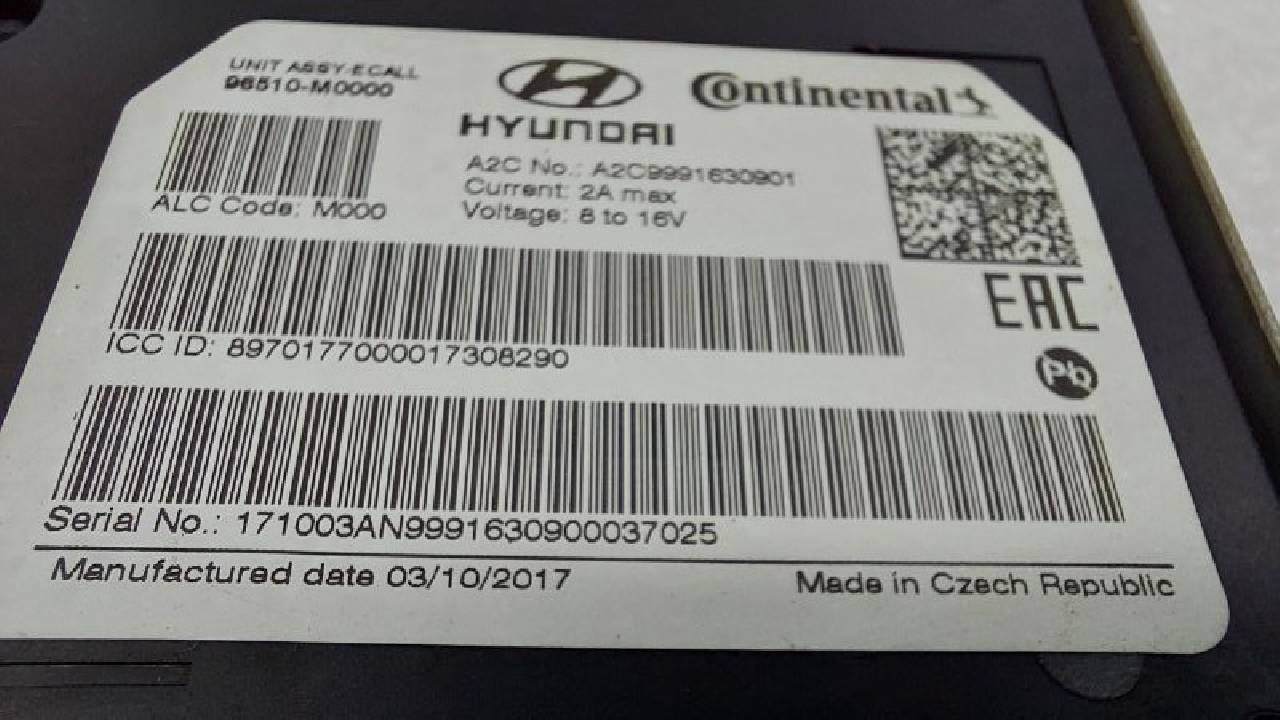 UNIT ASSY-ECALL
96510-M0000
HYUNDAI
Continental
A2C No.: A2C9991630901
Current: 2A max
Voltage: 8 to 16V
ALC Code: M000
EAC
ICC ID: 8970177000017308290
Pb
Serial No.: 171003AN9991630900037025
Manufactured date 03/10/2017
Made in Czech Republic